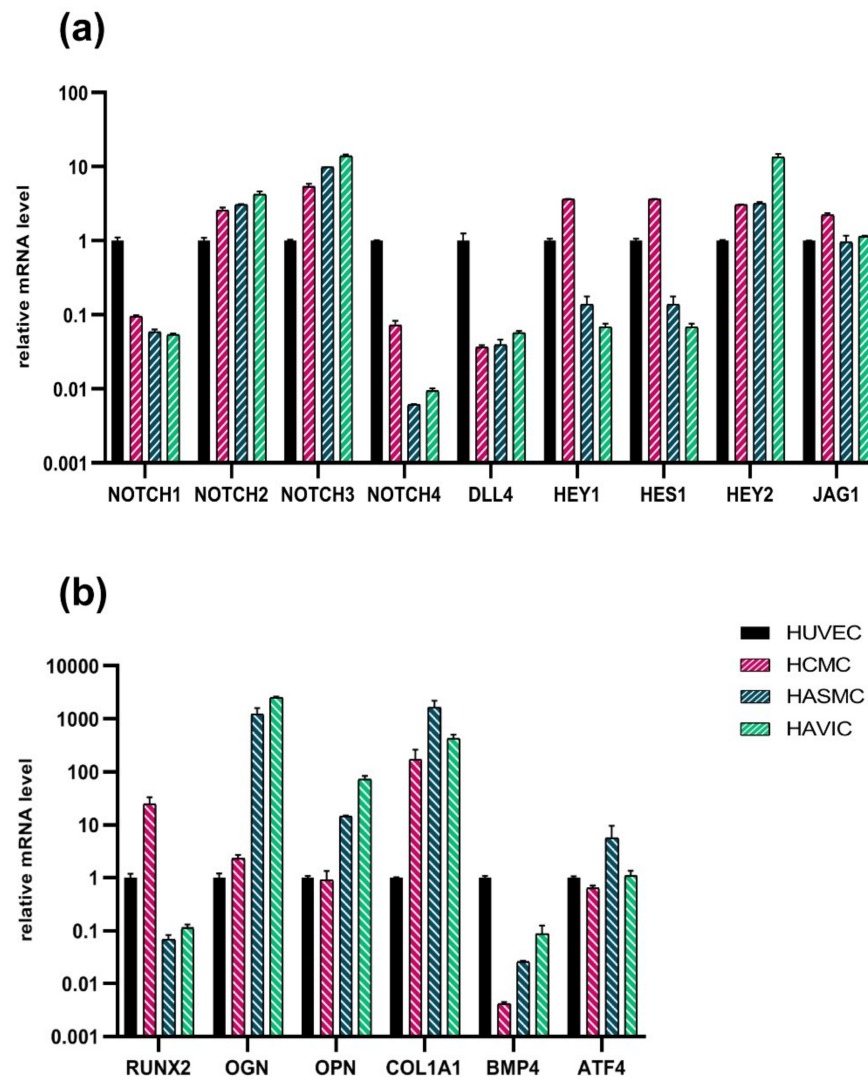 (a)
relative mRNA level
100
10
1
0.1
0.01
0.001
NOTCH1 NOTCH2 NOTCH3 NOTCH4 DLL4 HEY1 HES1 HEY2 JAG1
(b)
HUVEC
HCMC
HASMC
HAVIC
relative mRNA level
10000
1000
100
10
1
0.1
0.01
0.001
RUNX2 OGN OPN COL1A1 BMP4 ATF4